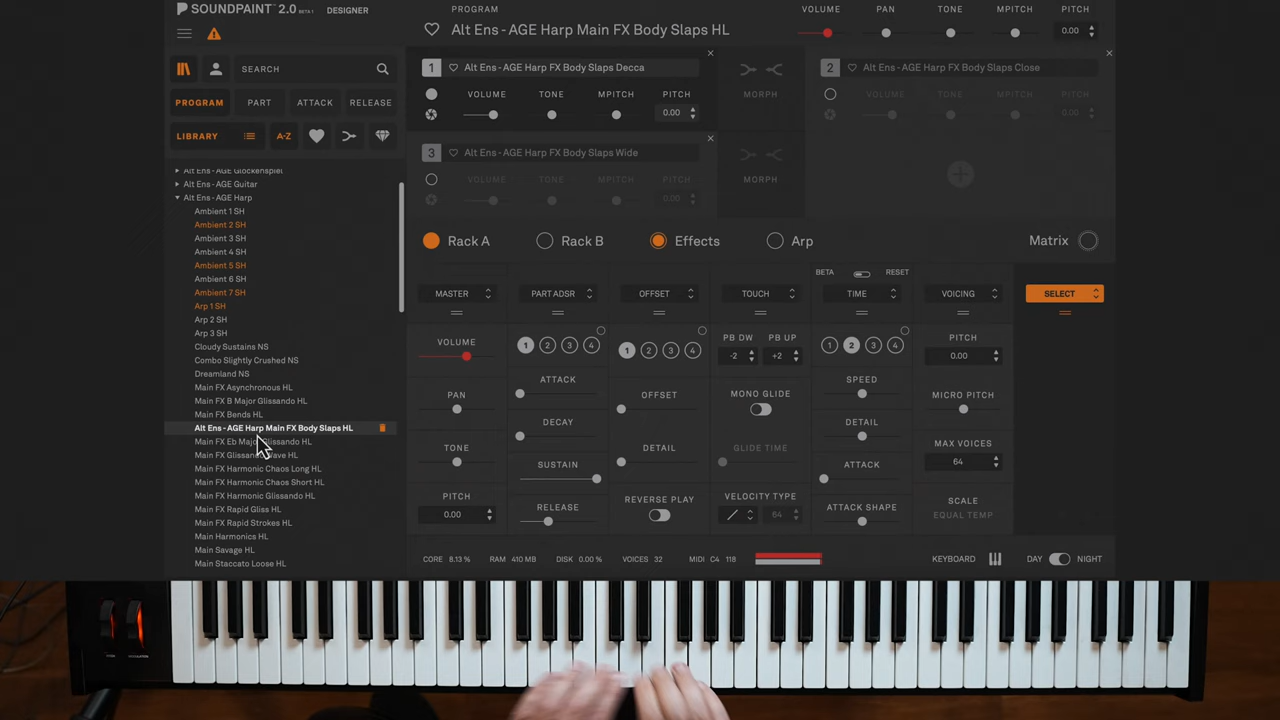 SOUNDPAINT 2.0 BETA 1 DESIGNER
PROGRAM
Alt Ens - AGE Harp Main FX Body Slaps HL
VOLUME PAN TONE MPITCH PITCH
0.00
SEARCH
PROGRAM PART ATTACK RELEASE
LIBRARY A-Z
Alt Ens - AGE Glockenspiel
Alt Ens - AGE Guitar
Alt Ens - AGE Harp
Ambient 1 SH
Ambient 2 SH
Ambient 3 SH
Ambient 4 SH
Ambient 5 SH
Ambient 6 SH
Ambient 7 SH
Arp 1 SH
Arp 2 SH
Arp 3 SH
Cloudy Sustains NS
Combo Slightly Crushed NS
Dreamland NS
Main FX Asynchronous HL
Main FX B Major Glissando HL
Main FX Bends HL
Alt Ens - AGE Harp Main FX Body Slaps HL
Main FX Eb Major Glissando HL
Main FX Glissando Wave HL
Main FX Harmonic Chaos Long HL
Main FX Harmonic Chaos Short HL
Main FX Harmonic Glissando HL
Main FX Rapid Gliss HL
Main FX Rapid Strokes HL
Main Harmonics HL
Main Savage HL
Main Staccato Loose HL
1 Alt Ens - AGE Harp FX Body Slaps Decca
VOLUME TONE MPITCH PITCH
0.00
MORPH
2 Alt Ens - AGE Harp FX Body Slaps Close
VOLUME TONE MPITCH PITCH
0.00
3 Alt Ens - AGE Harp FX Body Slaps Wide
VOLUME TONE MPITCH PITCH
0.00
MORPH
Rack A Rack B Effects Arp Matrix
BETA RESET
MASTER PART ADSR OFFSET TOUCH TIME VOICING SELECT
VOLUME
PAN
TONE
PITCH
0.00
1 2 3 4
ATTACK
DECAY
SUSTAIN
RELEASE
1 2 3 4
OFFSET
DETAIL
REVERSE PLAY
PB DW PB UP
-2 +2
MONO GLIDE
GLIDE TIME
VELOCITY TYPE
64
1 2 3 4
SPEED
DETAIL
ATTACK
ATTACK SHAPE
PITCH
0.00
MICRO PITCH
MAX VOICES
64
SCALE
EQUAL TEMP
CORE 8.13 % RAM 410 MB DISK 0.00 % VOICES 32 MIDI C4 118
KEYBOARD DAY NIGHT